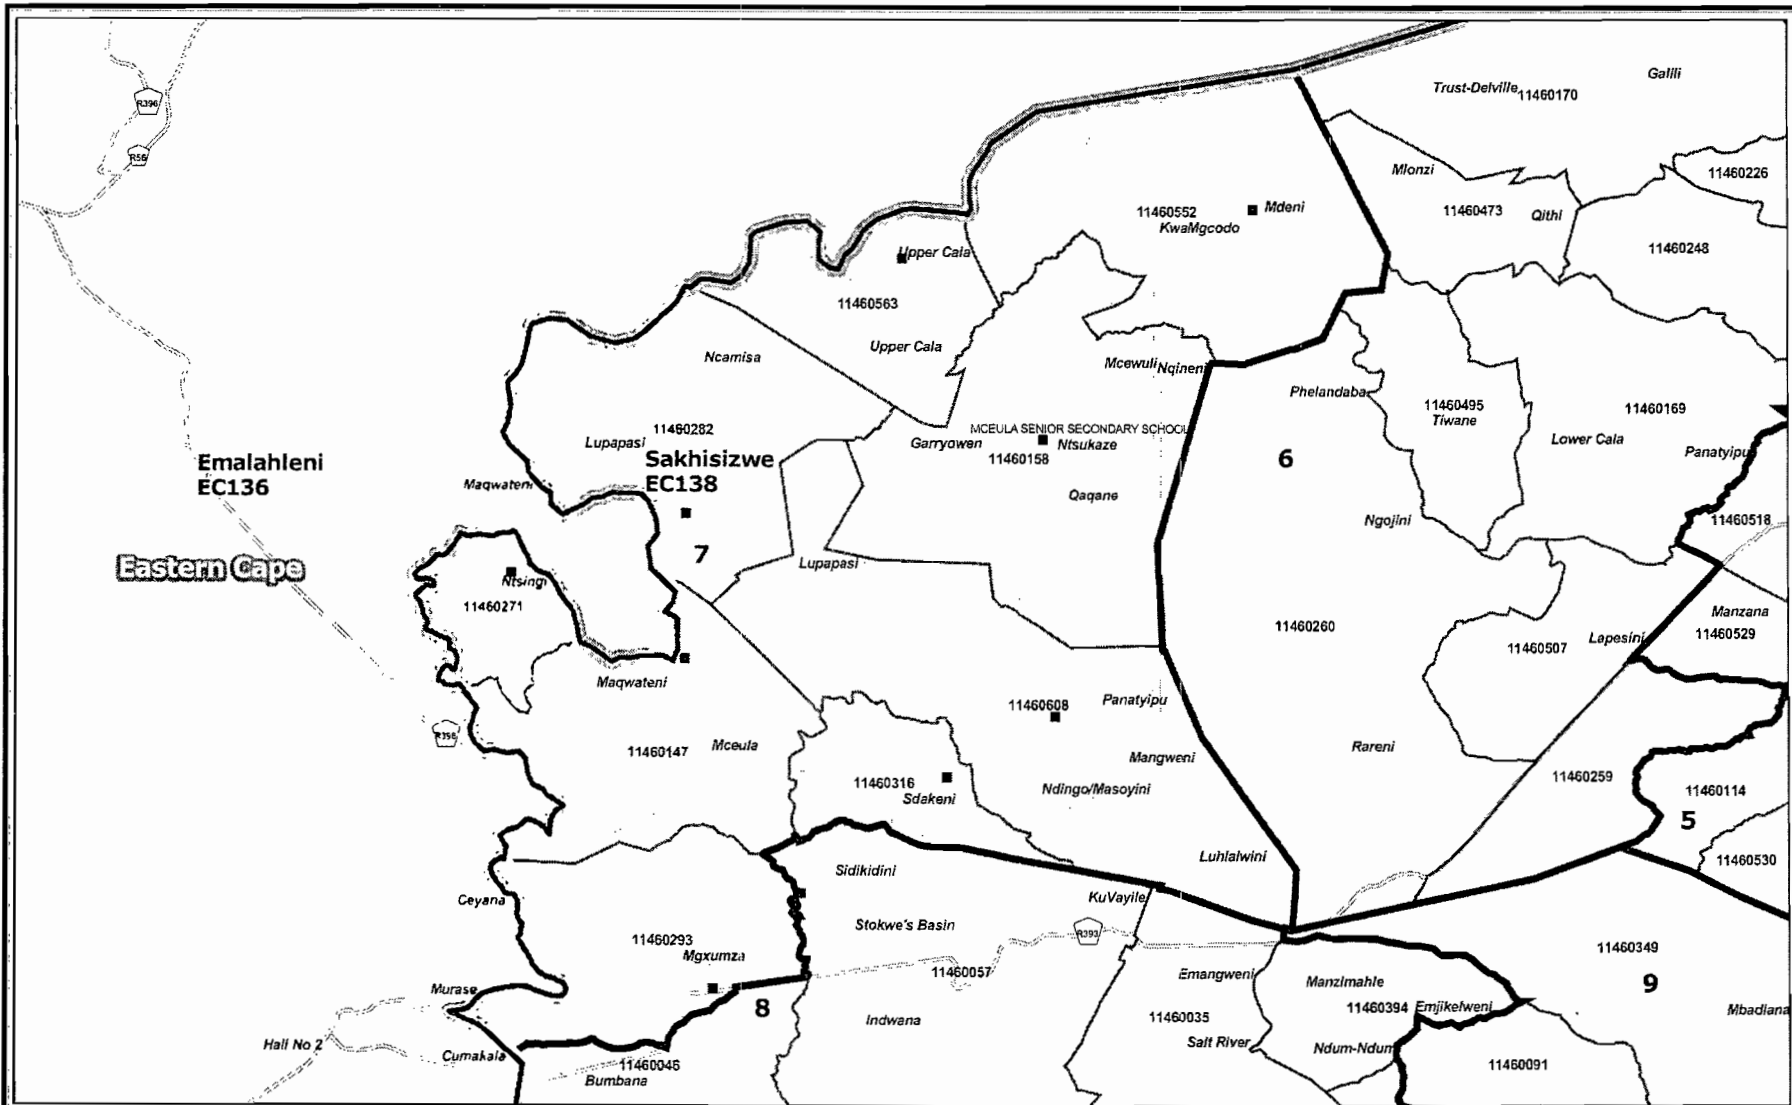 Galili
Trust-Delville 11460170
R396
R56
Mlonzi
11460226
11460552
Mdeni
11460473
Qithi
KwaMgcodo
11460248
Upper Cala
11460563
Upper Cala
Ncamisa
Mcewuli
Nqineni
Phelandaba
11460495
Tiwane
11460169
Lower Cala
11460282
Lupapasi
MCEULA SENIOR SECONDARY SCHOOL
Garryowen
Ntsukaze
11460158
Panatyipu
Emalahleni
EC136
Sakhisizwe
EC138
6
Maqwateni
Qaqane
Ngojini
11460518
7
Eastern Cape
Lupapasi
Ntsingi
11460271
Manzana
11460529
11460260
Lapesini
11460507
Maqwateni
Panatyipu
11460608
R396
11460147
Mceula
Rareni
Mangweni
11460316
Sdakeni
Ndingo/Masoyini
11460259
11460114
5
Luhlalwini
11460530
Sidikidini
Ceyana
KuVayile
Stokwe's Basin
R393
11460293
Mgxumza
11460349
11460057
Emangweni
Manzimahle
9
Murase
8
11460394
Emjikelweni
Mbadlana
Indwana
11460035
Hall No 2
Salt River
Ndum-Ndum
Cumakala
11460046
11460091
Bumbana